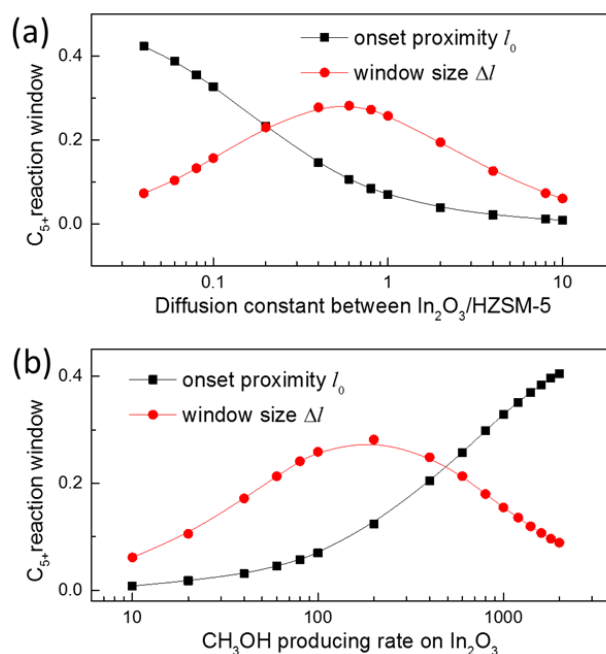 (a)
onset proximity l₀
window size Δl
0.4
0.2
0.0
C₅₊reaction window
0.1
1
10
Diffusion constant between In₂O₃/HZSM-5
(b)
onset proximity l₀
window size Δl
0.4
0.2
0.0
C₅₊reaction window
10
100
1000
CH₃OH producing rate on In₂O₃